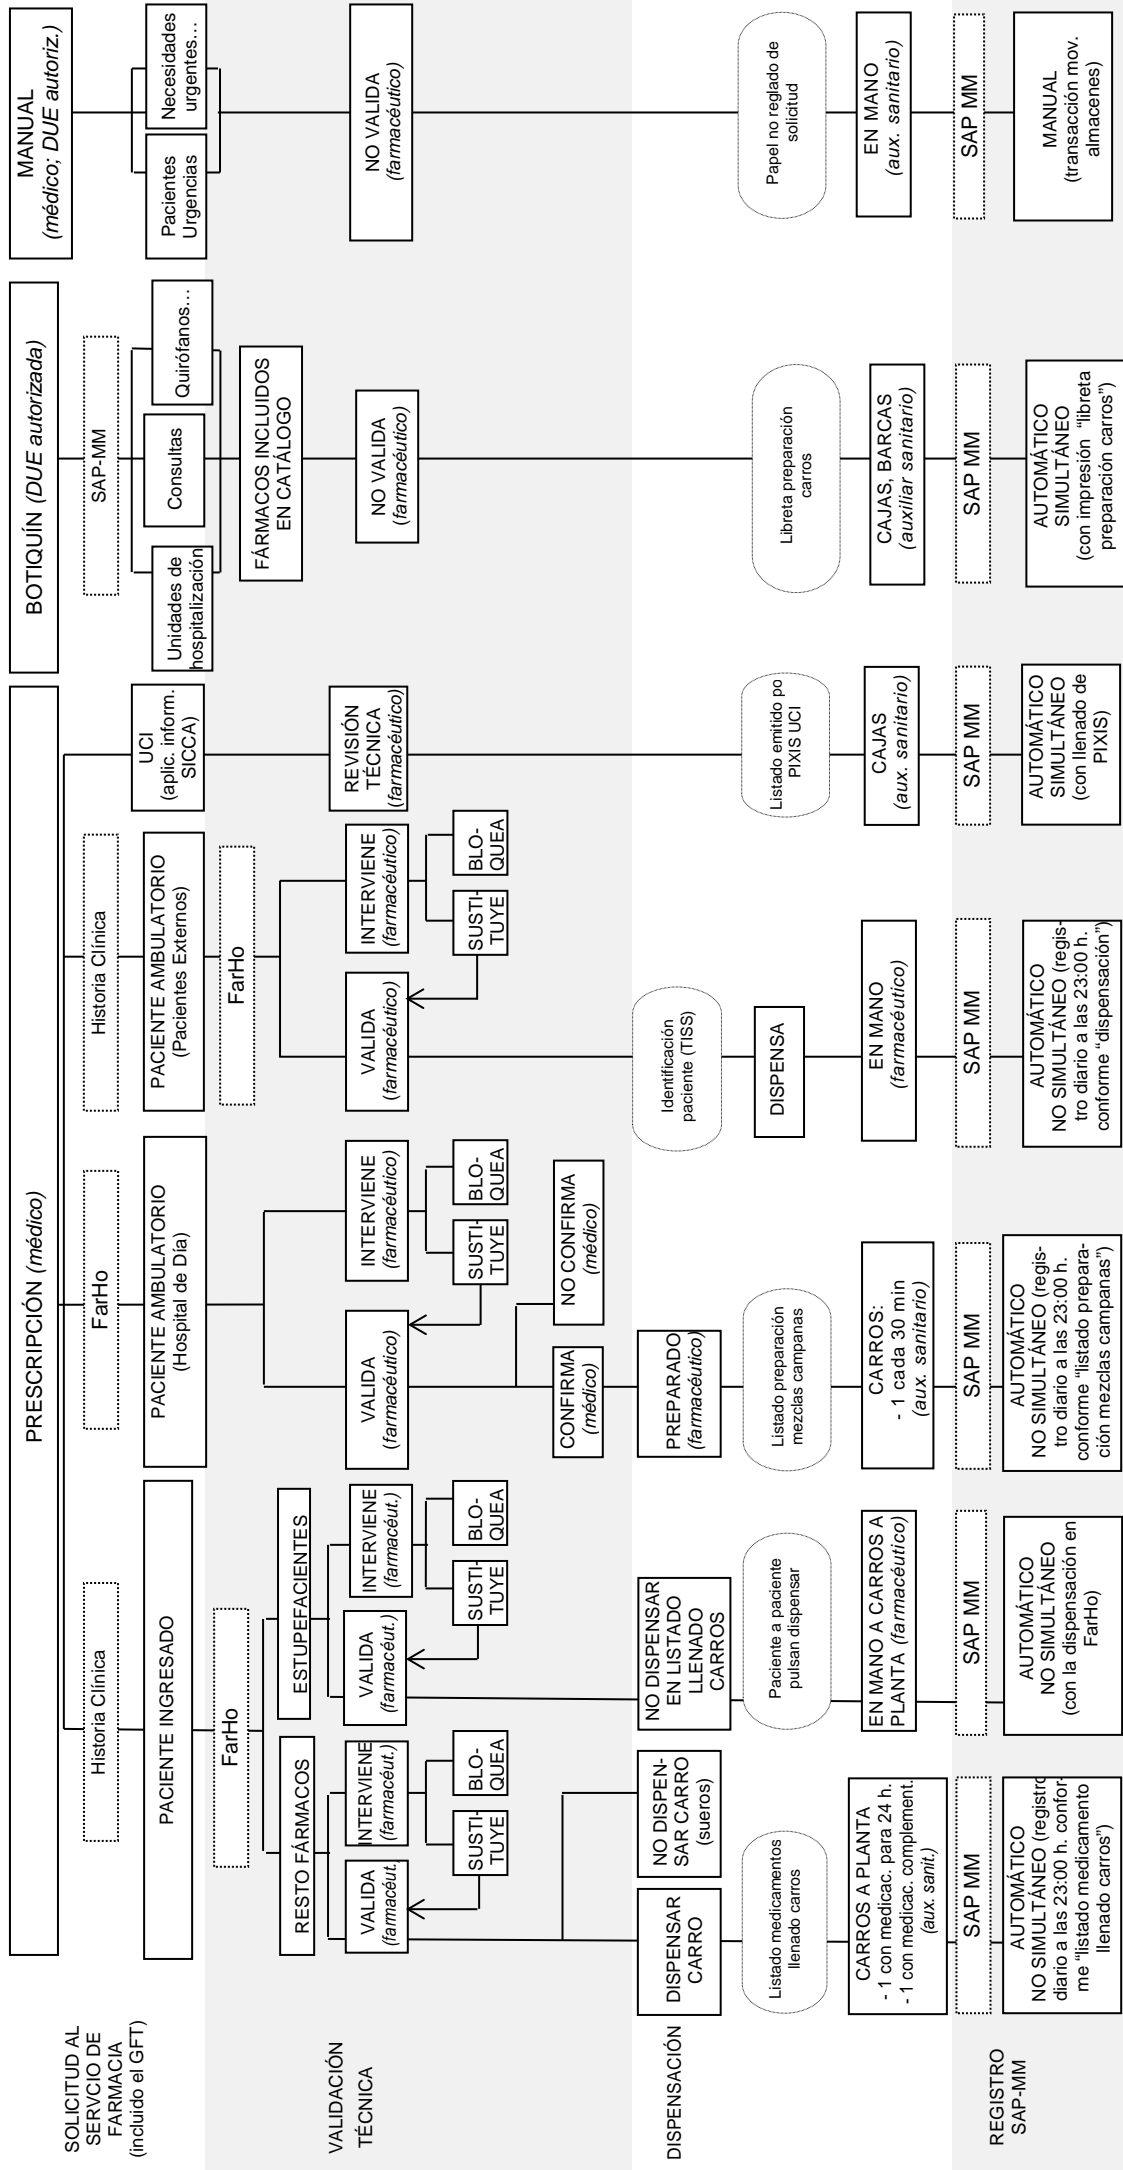 SOLICITUD AL
SERVCIO DE
FARMACIA
(incluido el GFT)
PRESCRIPCIÓN (médico)
BOTIQUÍN (DUE autorizada)
MANUAL
(médico; DUE autoriz.)
Historia Clínica
FarHo
Historia Clínica
SAP-MM
PACIENTE INGRESADO
PACIENTE AMBULATORIO
(Hospital de Día)
PACIENTE AMBULATORIO
(Pacientes Externos)
UCI
(aplic. inform.
SICCA)
Unidades de
hospitalización
Consultas
Quirófanos…
Pacientes
Urgencias
Necesidades
urgentes…
VALIDACIÓN
TÉCNICA
FarHo
FarHo
FÁRMACOS INCLUIDOS
EN CATÁLOGO
RESTO FÁRMACOS
ESTUPEFACIENTES
VALIDA
(farmacéut.)
INTERVIENE
(farmacéut.)
VALIDA
(farmacéut.)
INTERVIENE
(farmacéut.)
VALIDA
(farmacéutico)
INTERVIENE
(farmacéutico)
VALIDA
(farmacéutico)
INTERVIENE
(farmacéutico)
REVISIÓN
TÉCNICA
(farmacéutico)
NO VALIDA
(farmacéutico)
NO VALIDA
(farmacéutico)
SUSTI-
TUYE
BLO-
QUEA
SUSTI-
TUYE
BLO-
QUEA
SUSTI-
TUYE
BLO-
QUEA
SUSTI-
TUYE
BLO-
QUEA
CONFIRMA
(médico)
NO CONFIRMA
(médico)
DISPENSACIÓN
DISPENSAR
CARRO
NO DISPEN-
SAR CARRO
(sueros)
NO DISPENSAR
EN LISTADO
LLENADO
CARROS
PREPARADO
(farmacéutico)
Identificación
paciente (TISS)
DISPENSA
Listado medicamentos
llenado carros
Paciente a paciente
pulsan dispensar
Listado preparación
mezclas campanas
Listado emitido po
PIXIS UCI
Libreta preparación
carros
Papel no reglado de
solicitud
CARROS A PLANTA
- 1 con medicac. para 24 h.
- 1 con medicac. complement.
(aux. sanit.)
EN MANO A CARROS A
PLANTA (farmacéutico)
CARROS:
- 1 cada 30 min
(aux. sanitario)
EN MANO
(farmacéutico)
CAJAS
(aux. sanitario)
CAJAS, BARCAS
(auxiliar sanitario)
EN MANO
(aux. sanitario)
REGISTRO
SAP-MM
SAP MM
SAP MM
SAP MM
SAP MM
SAP MM
SAP MM
SAP MM
AUTOMÁTICO
NO SIMULTÁNEO (registro
diario a las 23:00 h. confor-
me “listado medicamento
llenado carros”)
AUTOMÁTICO
NO SIMULTÁNEO
(con la dispensación en
FarHo)
AUTOMÁTICO
NO SIMULTÁNEO (regis-
tro diario a las 23:00 h.
conforme “listado prepara-
ción mezclas campanas”)
AUTOMÁTICO
NO SIMULTÁNEO (regis-
tro diario a las 23:00 h.
conforme “dispensación”)
AUTOMÁTICO
SIMULTÁNEO
(con llenado de
PIXIS)
AUTOMÁTICO
SIMULTÁNEO
(con impresión “libreta
preparación carros”)
MANUAL
(transacción mov.
almacenes)